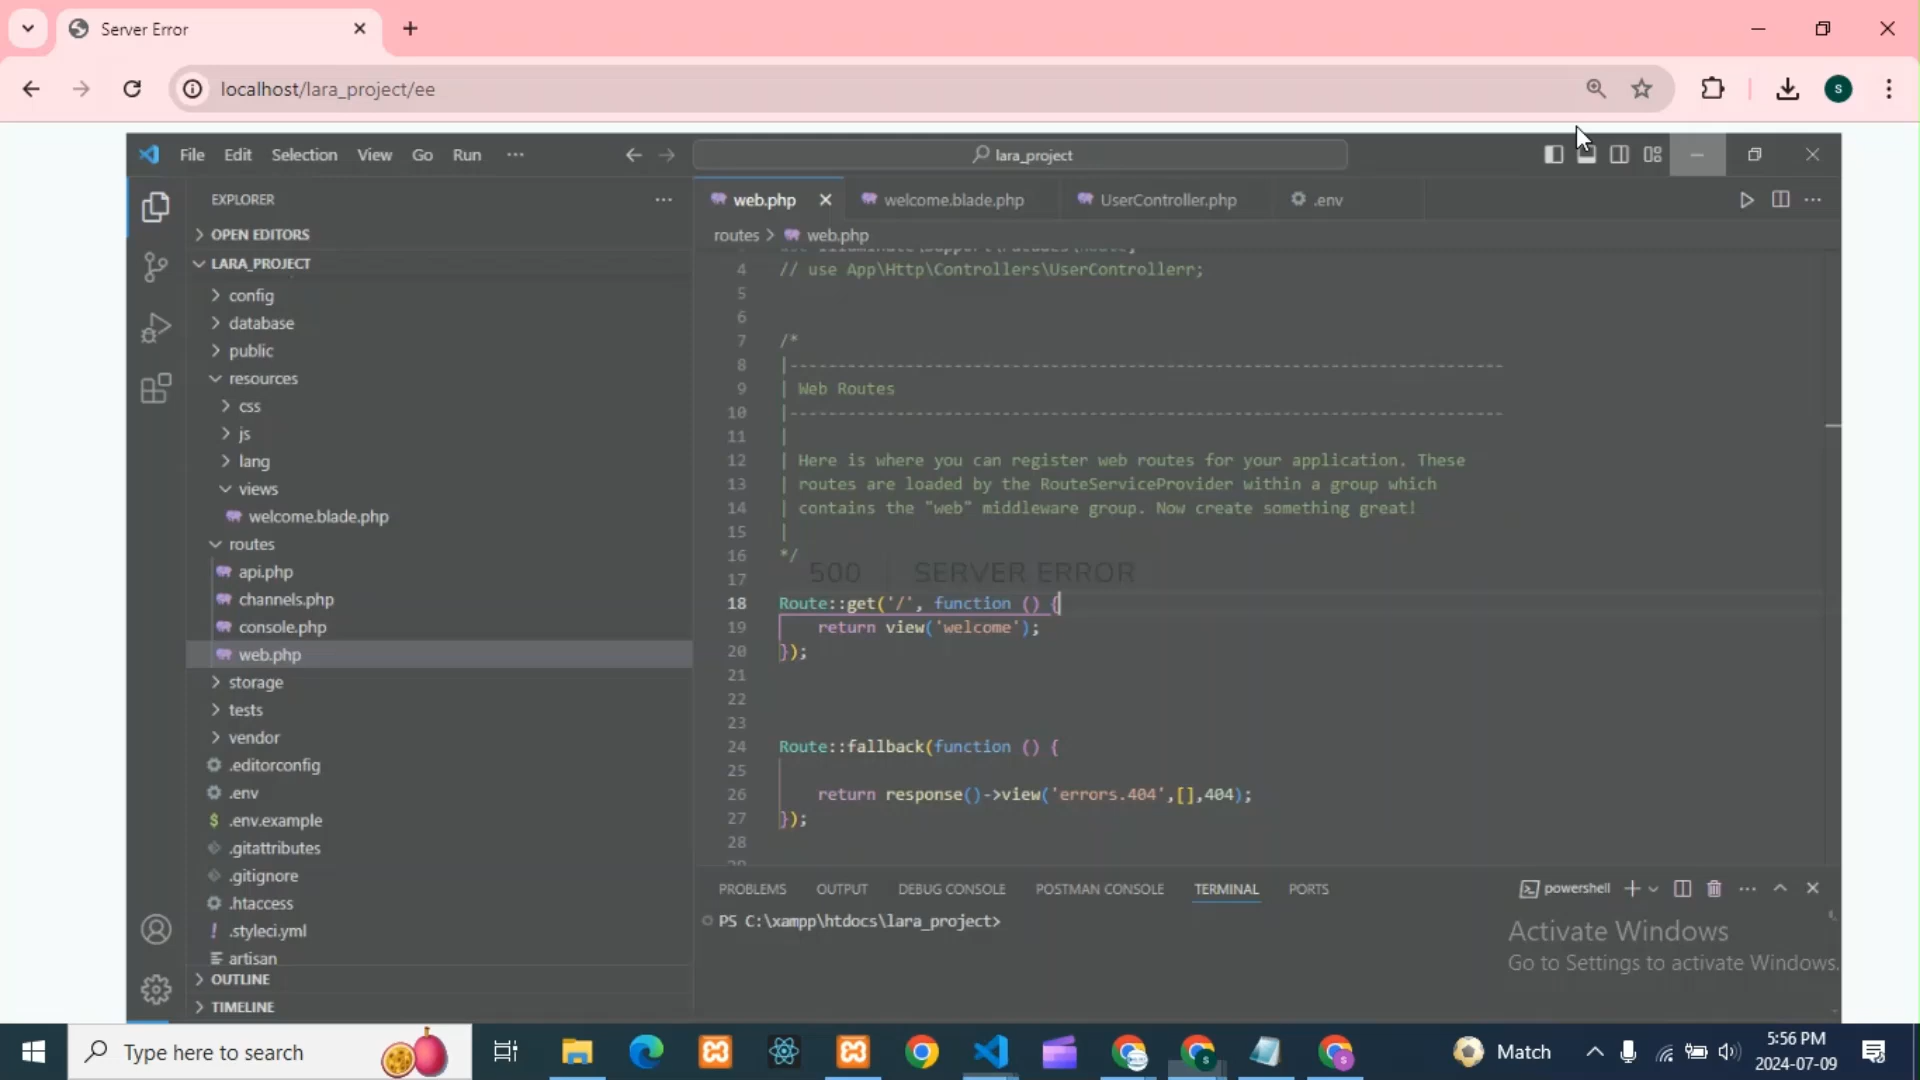 Server Error
localhost/lara_project/ee
S
File Edit Selection View Go Run ···
lara_project
EXPLORER
web.php welcome.blade.php UserController.php .env
OPEN EDITORS
routes > web.php
LARA_PROJECT
config
database
public
resources
css
js
lang
views
welcome.blade.php
routes
api.php
channels.php
console.php
web.php
storage
tests
vendor
.editorconfig
.env
$ .env.example
.gitattributes
.gitignore
.htaccess
! .styleci.yml
artisan
OUTLINE
TIMELINE
4 // use App\Http\Controllers\UserControllerr;
5
6
7 /*
8 |--------------------------------------------------------------------------
9 | Web Routes
10 |--------------------------------------------------------------------------
11 |
12 | Here is where you can register web routes for your application. These
13 | routes are loaded by the RouteServiceProvider within a group which
14 | contains the "web" middleware group. Now create something great!
15 |
16 */
500 | SERVER ERROR
17
18 Route::get('/', function () {
19 return view('welcome');
20 });
21
22
23
24 Route::fallback(function () {
25
26 return response()->view('errors.404',[],404);
27 });
28
PROBLEMS OUTPUT DEBUG CONSOLE POSTMAN CONSOLE TERMINAL PORTS powershell
PS C:\xampp\htdocs\lara_project>
Activate Windows
Go to Settings to activate Windows.
Type here to search
Match
5:56 PM
2024-07-09